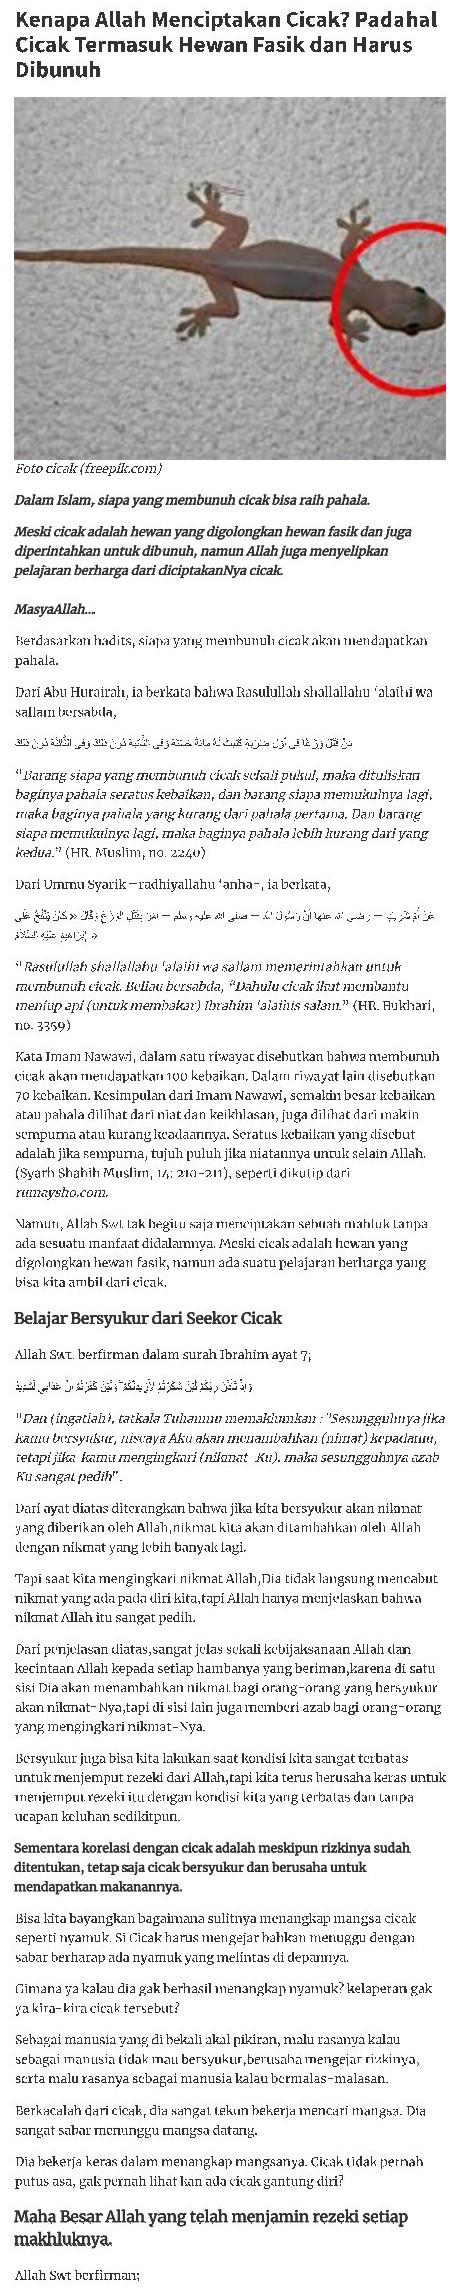 Kenapa Allah Menciptakan Cicak? Padahal
Cicak Termasuk Hewan Fasik dan Harus
Dibunuh
Foto cicak (freepik.com)
Dalam Islam, siapa yang membunuh cicak bisa raih pahala.
Meski cicak adalah hewan yang digolongkan hewan fasik dan juga
diperintahkan untuk dibunuh, namun Allah juga menyelipkan
pelajaran berharga dari diciptakanNya cicak.
MasyaAllah...
Berdasarkan hadits, siapa yang membunuh cicak akan mendapatkan
pahala.
Dari Abu Hurairah, ia berkata bahwa Rasulullah shallallahu ‘alaihi wa
sallam bersabda,
مَنْ قَتَلَ وَزَغًا فِى أَوَّلِ ضَرْبَةٍ كُتِبَتْ لَهُ مِائَةُ حَسَنَةٍ وَفِى الثَّانِيَةِ دُونَ ذَلِكَ وَفِى الثَّالِثَةِ دُونَ ذَلِكَ
“Barang siapa yang membunuh cicak sekali pukul, maka dituliskan
baginya pahala seratus kebaikan, dan barang siapa memukulnya lagi,
maka baginya pahala yang kurang dari pahala pertama. Dan barang
siapa memukulnya lagi, maka baginya pahala lebih kurang dari yang
kedua.” (HR. Muslim, no. 2240)
Dari Ummu Syarik –radhiyallahu ‘anha-, ia berkata,
عَنْ أُمِّ شَرِيكٍ – رضى الله عنها أَنَّ رَسُولَ اللَّهِ – صلى الله عليه وسلم – أَمَرَ بِقَتْلِ الْوَزَغِ وَقَالَ « كَانَ يَنْفُخُ عَلَى
إِبْرَاهِيمَ عَلَيْهِ السَّلاَمُ »
“Rasulullah shallallahu ‘alaihi wa sallam memerintahkan untuk
membunuh cicak. Beliau bersabda, “Dahulu cicak ikut membantu
meniup api (untuk membakar) Ibrahim ‘alaihis salam.” (HR. Bukhari,
no. 3359)
Kata Imam Nawawi, dalam satu riwayat disebutkan bahwa membunuh
cicak akan mendapatkan 100 kebaikan. Dalam riwayat lain disebutkan
70 kebaikan. Kesimpulan dari Imam Nawawi, semakin besar kebaikan
atau pahala dilihat dari niat dan keikhlasan, juga dilihat dari makin
sempurna atau kurang keadaannya. Seratus kebaikan yang disebut
adalah jika sempurna, tujuh puluh jika niatannya untuk selain Allah.
(Syarh Shahih Muslim, 14: 210-211), seperti dikutip dari
rumaysho.com.
Namun, Allah Swt tak begitu saja menciptakan sebuah mahluk tanpa
ada sesuatu manfaat didalamnya. Meski cicak adalah hewan yang
digolongkan hewan fasik, namun ada suatu pelajaran berharga yang
bisa kita ambil dari cicak.
Belajar Bersyukur dari Seekor Cicak
Allah Swt. berfirman dalam surah Ibrahim ayat 7;
وَإِذْ تَأَذَّنَ رَبُّكُمْ لَئِنْ شَكَرْتُمْ لَأَزِيدَنَّكُمْ ۖ وَلَئِنْ كَفَرْتُمْ إِنَّ عَذَابِي لَشَدِيدٌ
"Dan (ingatlah), tatkala Tuhanmu memaklumkan : "Sesungguhnya jika
kamu bersyukur, niscaya Aku akan menambahkan (nimat) kepadamu,
tetapi jika kamu mengingkari (nikmat-Ku), maka sesungguhnya azab-
Ku sangat pedih".
Dari ayat diatas diterangkan bahwa jika kita bersyukur akan nikmat
yang diberikan oleh Allah,nikmat kita akan ditambahkan oleh Allah
dengan nikmat yang lebih banyak lagi.
Tapi saat kita mengingkari nikmat Allah,Dia tidak langsung mencabut
nikmat yang ada pada diri kita,tapi Allah hanya menjelaskan bahwa
nikmat Allah itu sangat pedih.
Dari penjelasan diatas,sangat jelas sekali kebijaksanaan Allah dan
kecintaan Allah kepada setiap hambanya yang beriman,karena di satu
sisi Dia akan menambahkan nikmat bagi orang-orang yang bersyukur
akan nikmat-Nya,tapi di sisi lain juga memberi azab bagi orang-orang
yang mengingkari nikmat-Nya.
Bersyukur juga bisa kita lakukan saat kondisi kita sangat terbatas
untuk menjemput rezeki dari Allah,tapi kita terus berusaha keras untuk
menjemput rezeki itu dengan kondisi kita yang terbatas dan tanpa
ucapan keluhan sedikitpun.
Sementara korelasi dengan cicak adalah meskipun rizkinya sudah
ditentukan, tetap saja cicak bersyukur dan berusaha untuk
mendapatkan makanannya.
Bisa kita bayangkan bagaimana sulitnya menangkap mangsa cicak
seperti nyamuk. Si Cicak harus mengejar bahkan menuggu dengan
sabar berharap ada nyamuk yang melintas di depannya.
Gimana ya kalau dia gak berhasil menangkap nyamuk? kelaperan gak
ya kira-kira cicak tersebut?
Sebagai manusia yang di bekali akal pikiran, malu rasanya kalau
sebagai manusia tidak mau bersyukur,berusaha mengejar rizkinya,
serta malu rasanya sebagai manusia kalau bermalas-malasan.
Berkacalah dari cicak, dia sangat tekun bekerja mencari mangsa. Dia
sangat sabar menunggu mangsa datang.
Dia bekerja keras dalam menangkap mangsanya. Cicak tidak pernah
putus asa, gak pernah lihat kan ada cicak gantung diri?
Maha Besar Allah yang telah menjamin rezeki setiap
makhluknya.
Allah Swt berfirman;